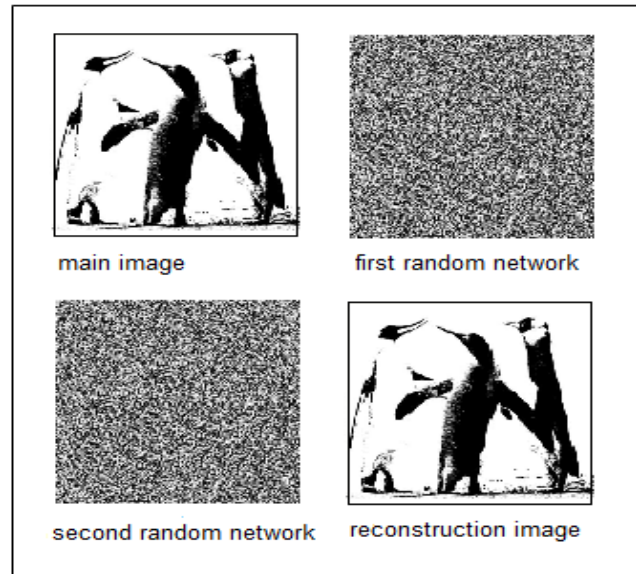 main image
first random network
second random network
reconstruction image